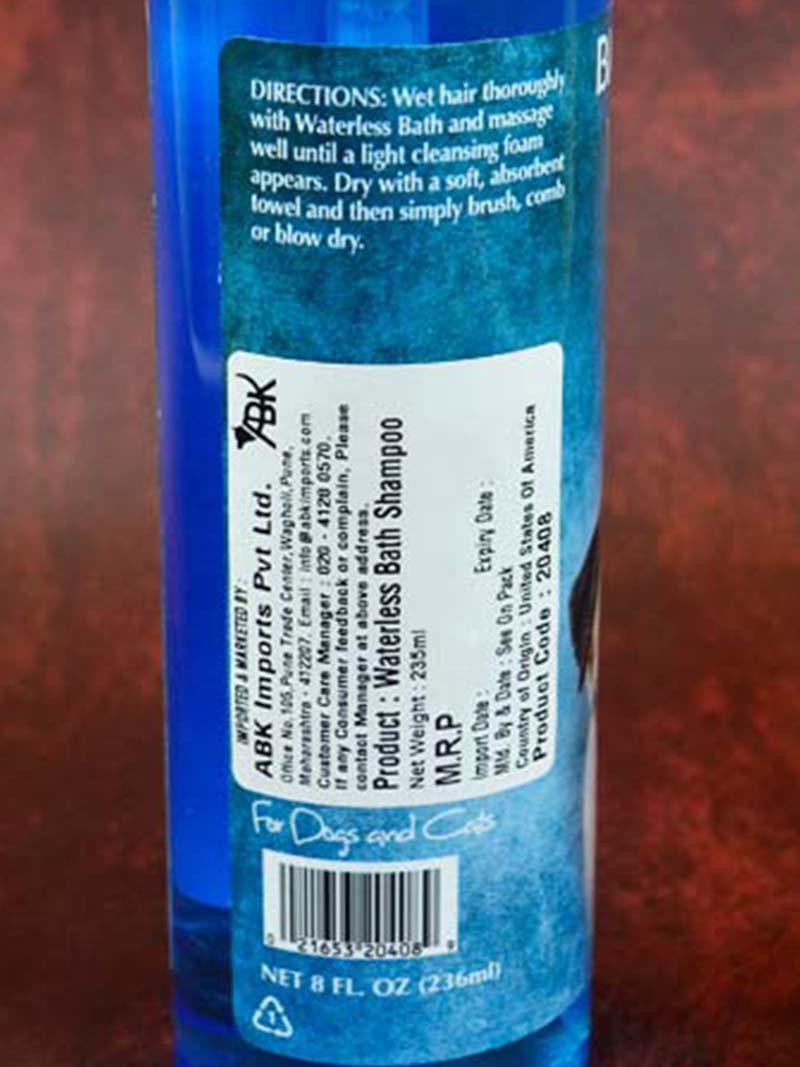 DIRECTIONS: Wet hair thoroughly
with Waterless Bath and massage
well until a light cleansing foam
appears. Dry with a soft, absorbent
towel and then simply brush, comb
or blow dry.
B
ABK
IMPORTED & MARKETED BY :
ABK Imports Pvt Ltd.
Office No. 105, Pune Trade Center, Wagholi, Pune,
Maharashtra - 412207. Email : info@abkimports.com
Customer Care Manager : 020 - 4120 0570.
If any Consumer feedback or complain, Please
contact Manager at above address.
Product : Waterless Bath Shampoo
Net Weight : 235ml
M.R.P
Import Date : Expiry Date :
Mfd. By & Date : See On Pack
Country of Origin : United States Of America
Product Code : 20408
For Dogs and Cats
0 21653 20408 8
NET 8 FL. OZ (236ml)
1